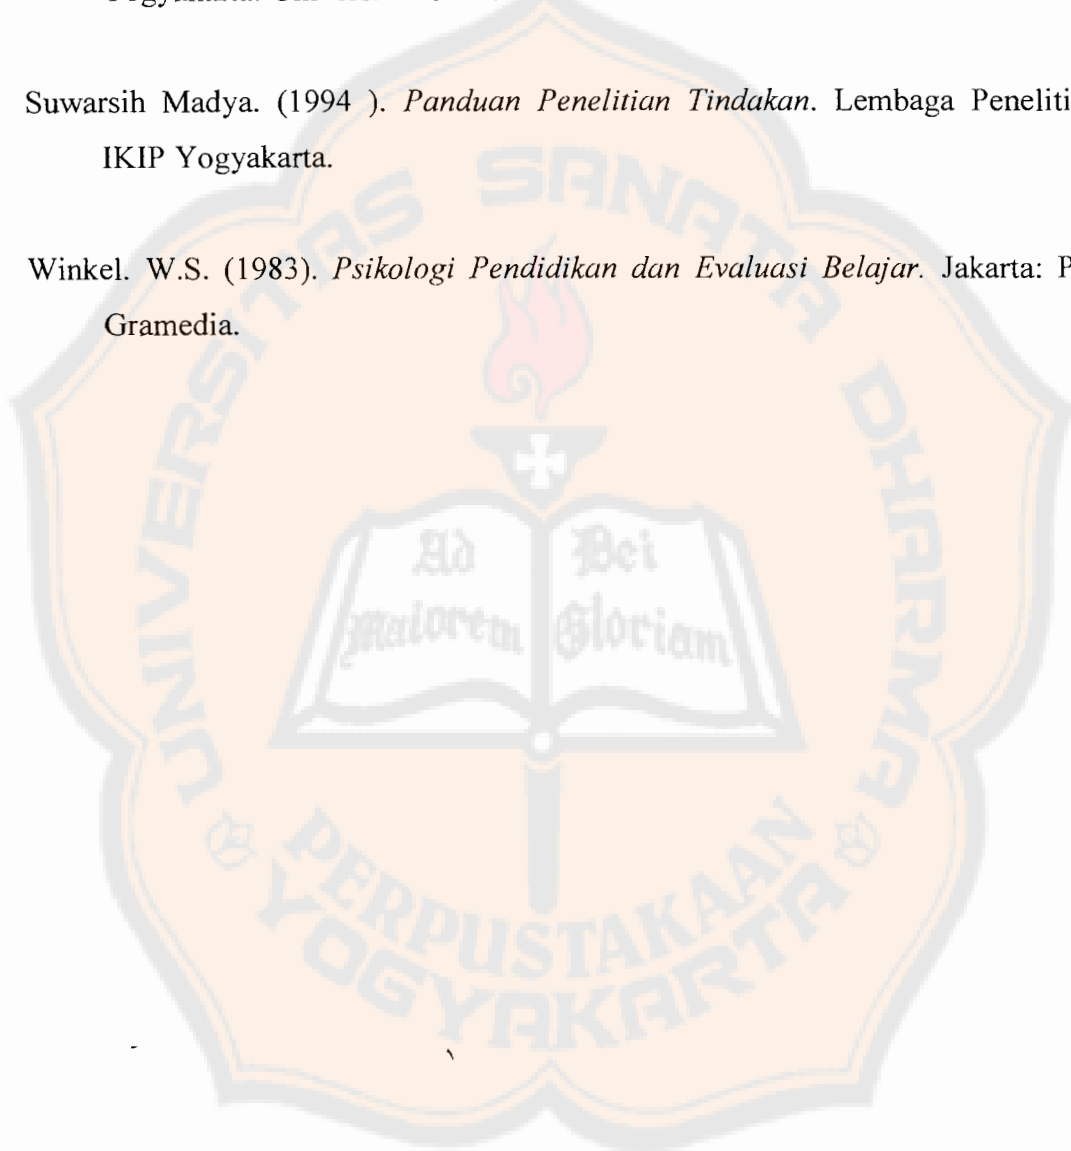 Suwarsih Madya. (1994 ). Panduan Penelitian Tindakan. Lembaga Peneliti
IKIP Yogyakarta.
Winkel. W.S. (1983). Psikologi Pendidikan dan Evaluasi Belajar. Jakarta: P
Gramedia.
UNIVERSITAS SANATA DHARMA
Ad Dei
Maiorem Gloriam
PERPUSTAKAAN
YOGYAKARTA